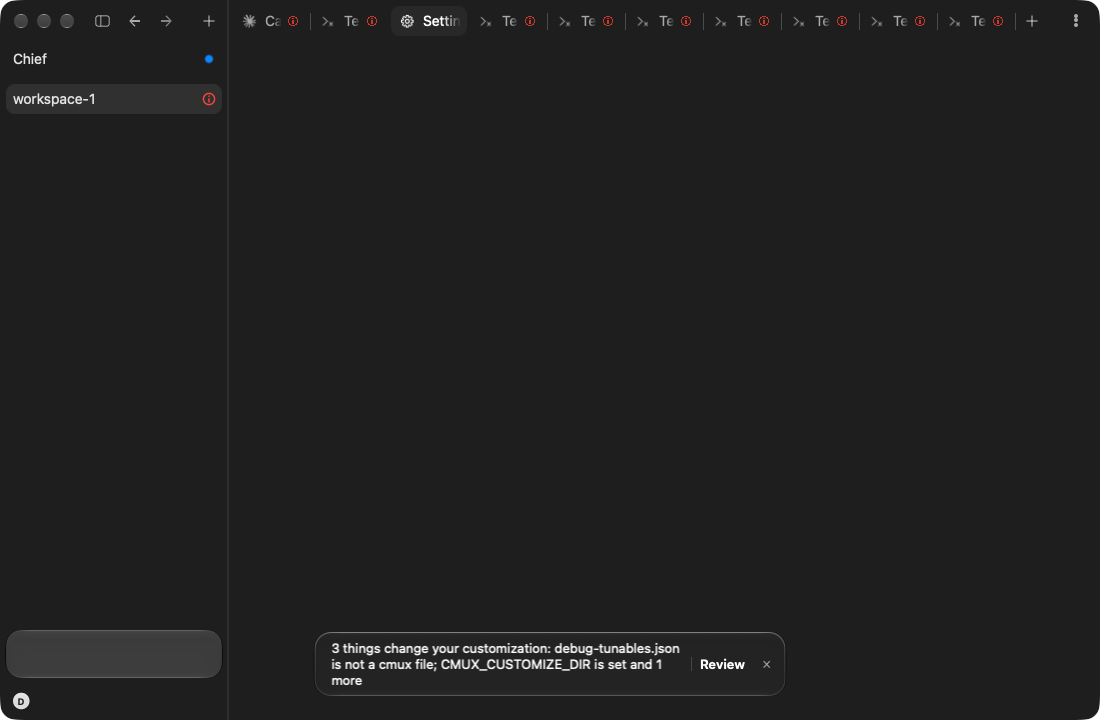 Ca
Te
Settin
Te
Te
Te
Te
Te
Te
Te
Chief
workspace-1
3 things change your customization: debug-tunables.json
is not a cmux file; CMUX_CUSTOMIZE_DIR is set and 1
more
Review
D